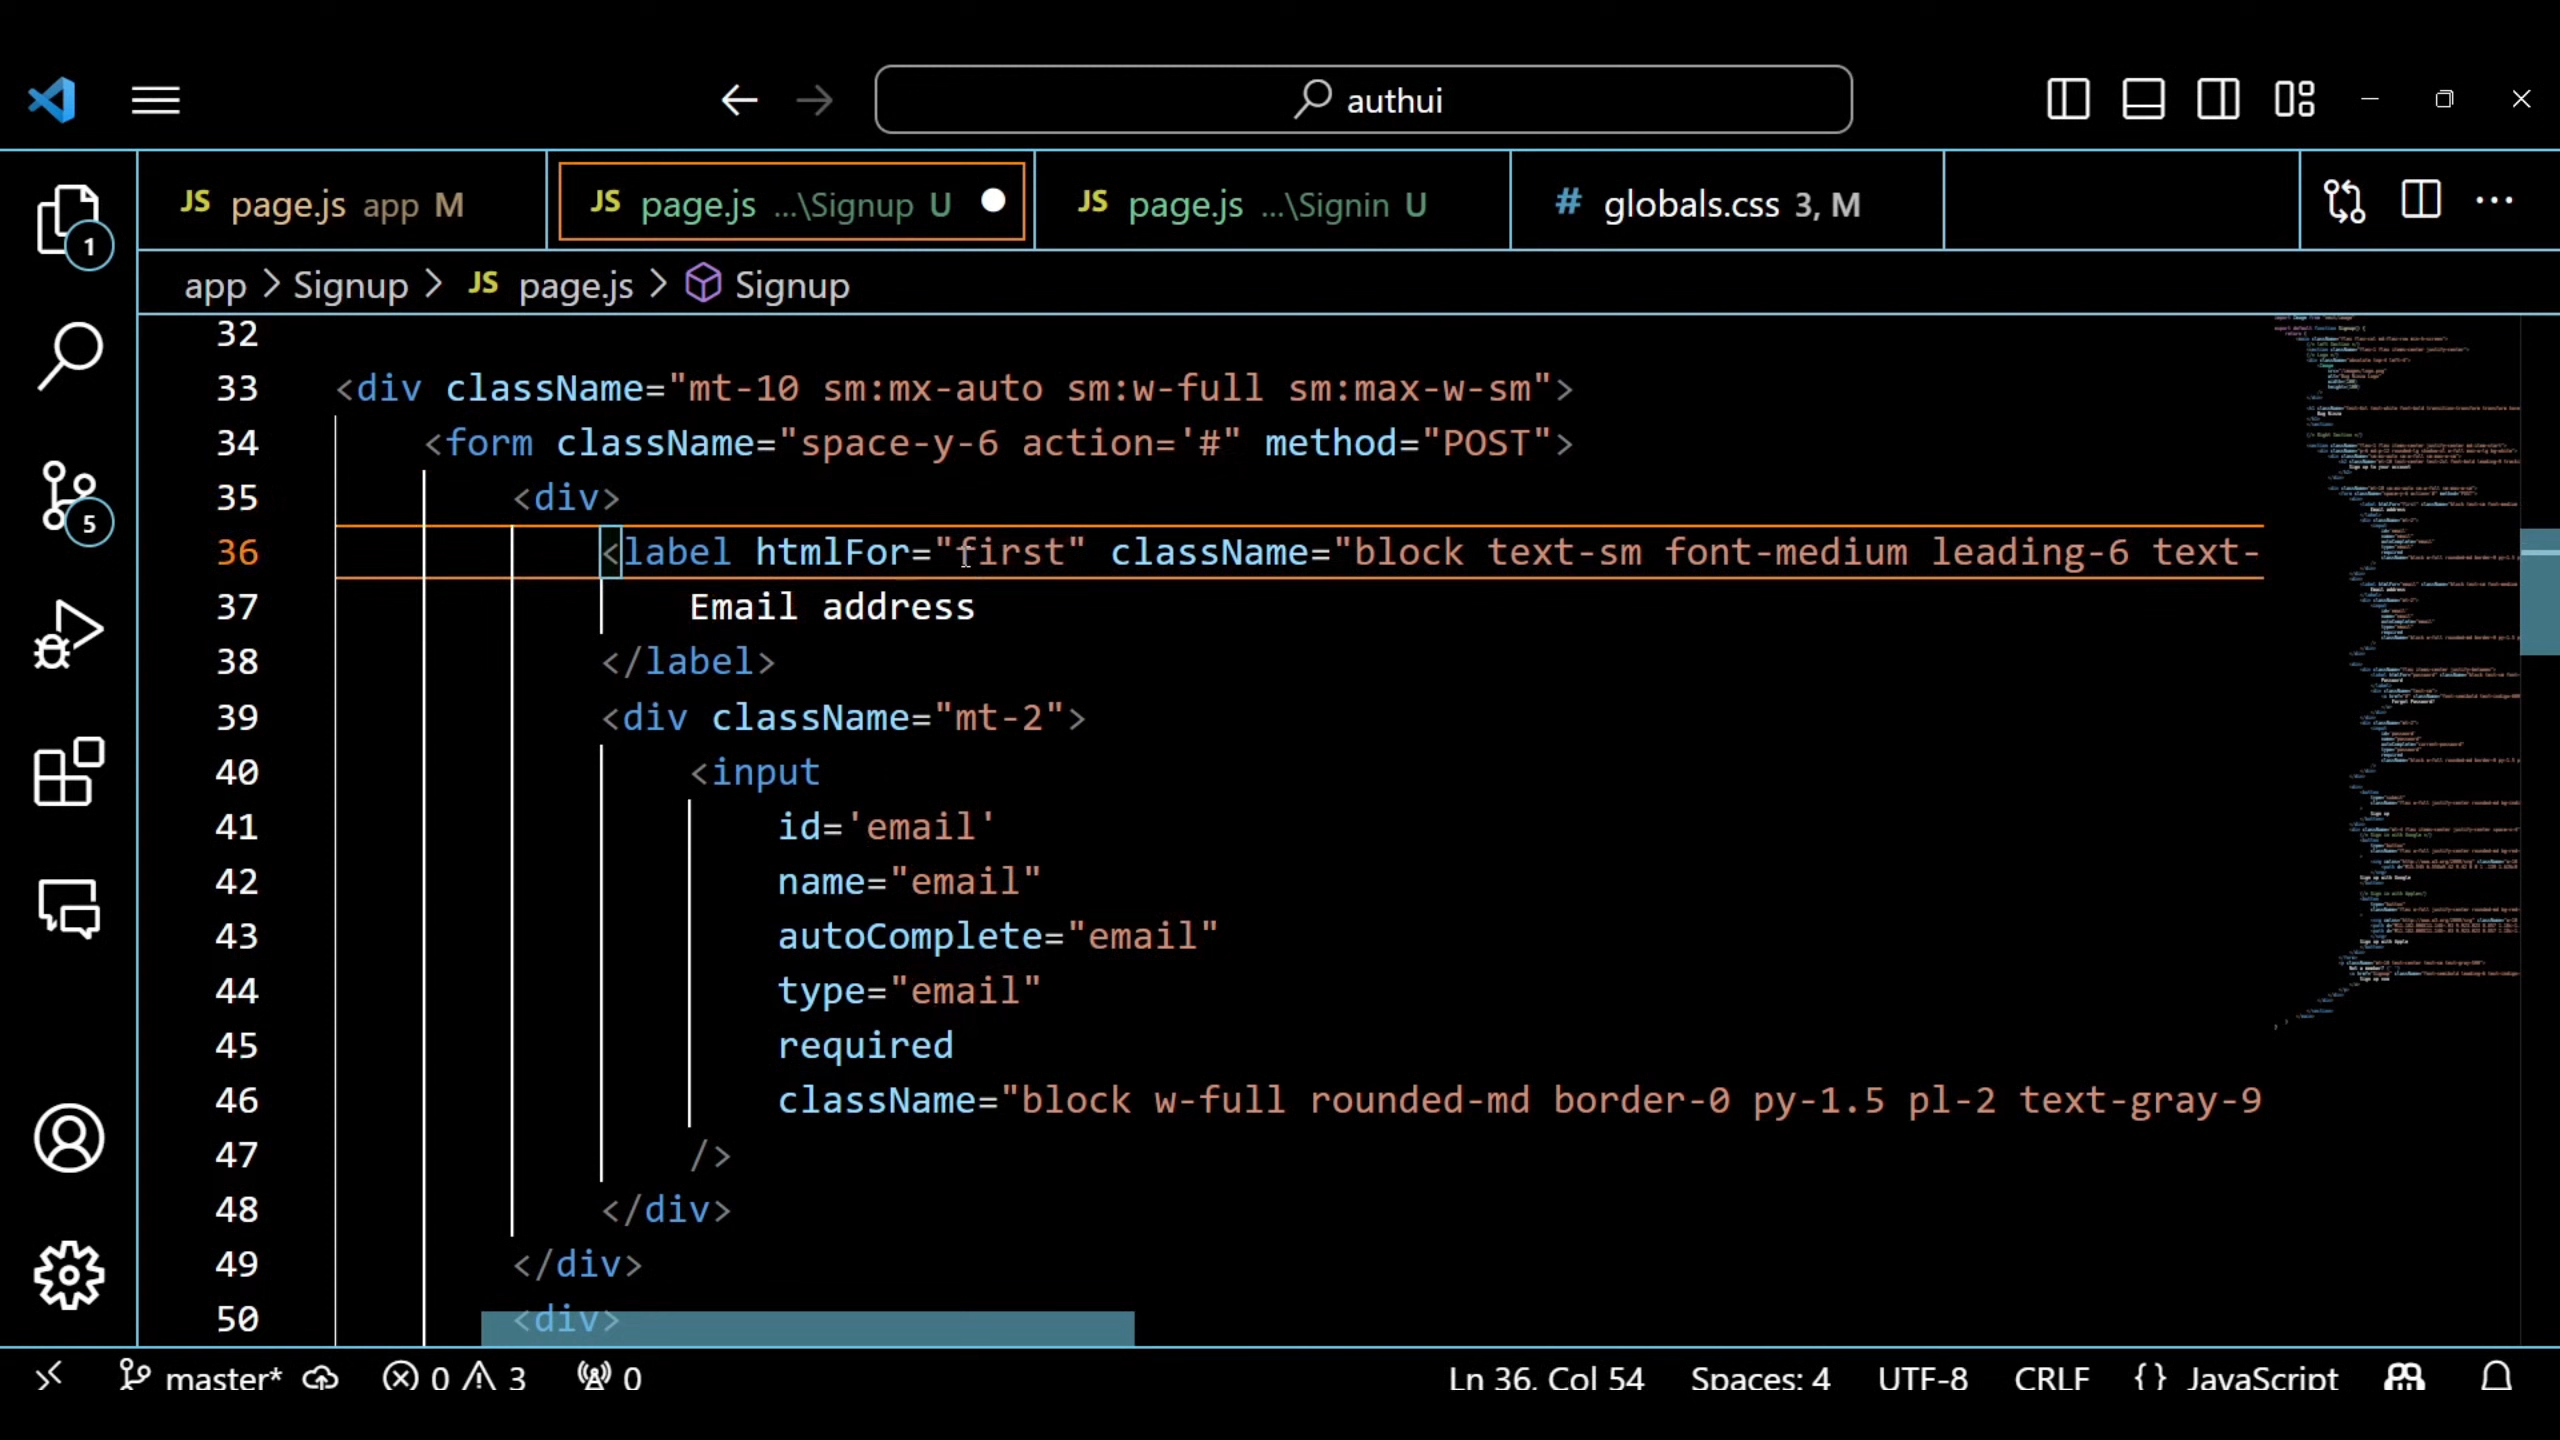 authui
JS page.js app M
JS page.js ...\Signup U
JS page.js ...\Signin U
# globals.css 3, M
1
app > Signup > JS page.js > Signup
32
33 <div className="mt-10 sm:mx-auto sm:w-full sm:max-w-sm">
34 <form className="space-y-6 action='#" method="POST">
35 <div>
36 <label htmlFor="first" className="block text-sm font-medium leading-6 text-
37 Email address
38 </label>
39 <div className="mt-2">
40 <input
41 id='email'
42 name="email"
43 autoComplete="email"
44 type="email"
45 required
46 className="block w-full rounded-md border-0 py-1.5 pl-2 text-gray-9
47 />
48 </div>
49 </div>
50 <div>
5
master* 0 3 0 Ln 36, Col 54 Spaces: 4 UTF-8 CRLF {} JavaScript